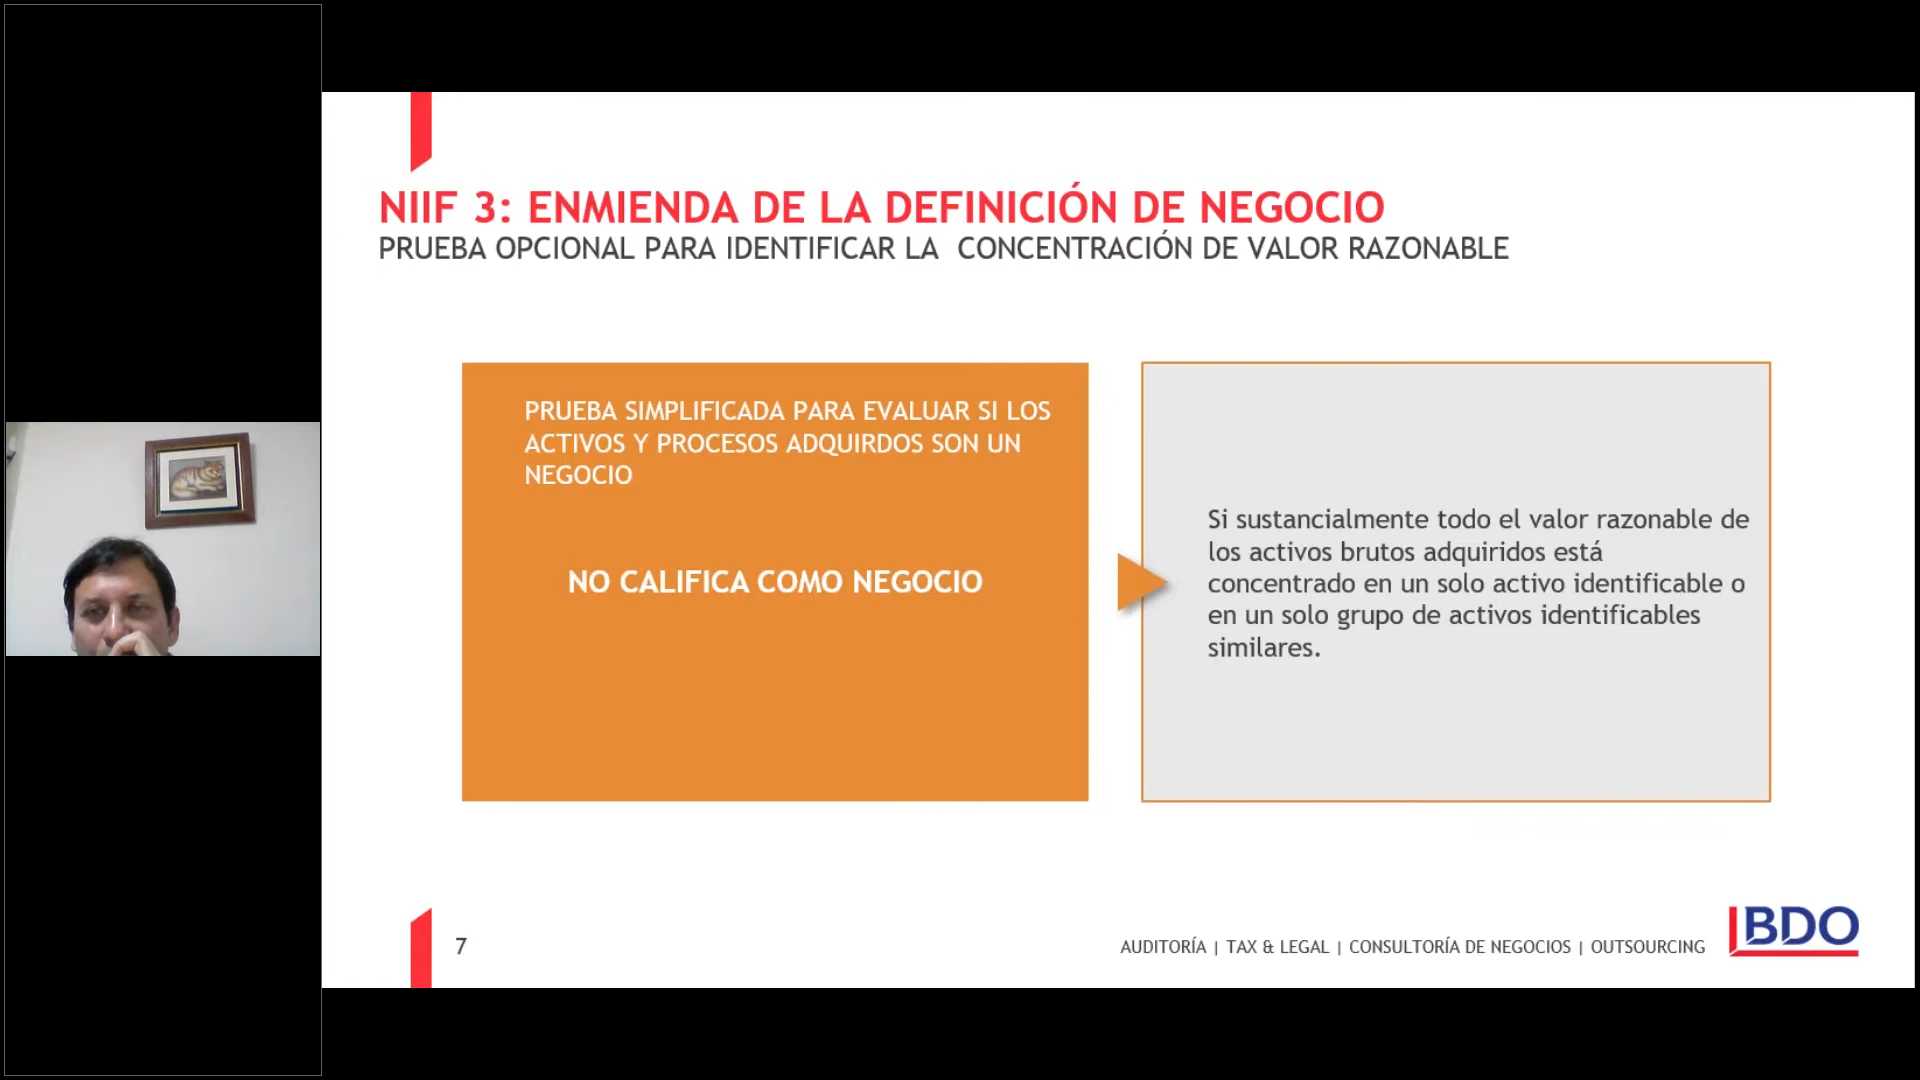 NIIF 3: ENMIENDA DE LA DEFINICIÓN DE NEGOCIO
PRUEBA OPCIONAL PARA IDENTIFICAR LA CONCENTRACIÓN DE VALOR RAZONABLE
PRUEBA SIMPLIFICADA PARA EVALUAR SI LOS
ACTIVOS Y PROCESOS ADQUIRDOS SON UN
NEGOCIO
NO CALIFICA COMO NEGOCIO
Si sustancialmente todo el valor razonable de
los activos brutos adquiridos está
concentrado en un solo activo identificable o
en un solo grupo de activos identificables
similares.
7
AUDITORÍA | TAX & LEGAL | CONSULTORÍA DE NEGOCIOS | OUTSOURCING
BDO